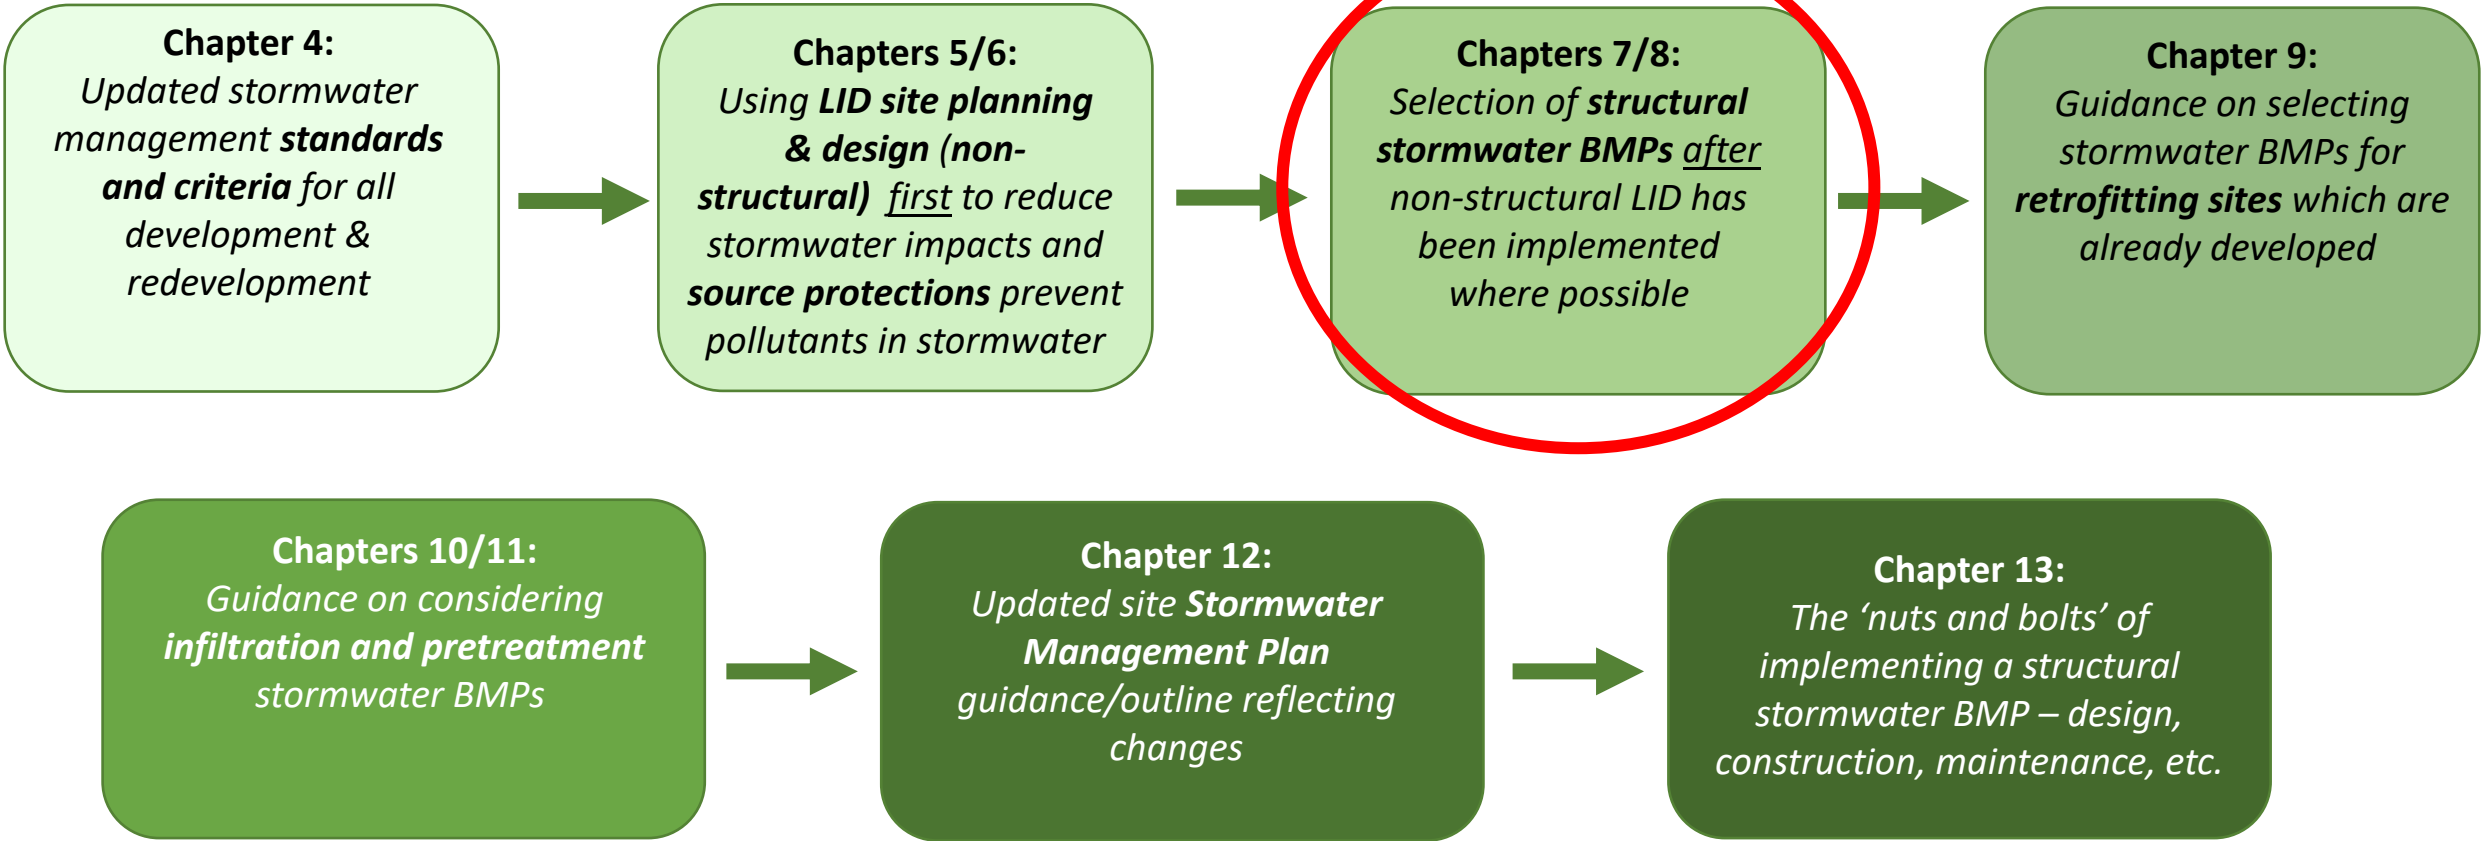 Chapter 4:
Updated stormwater
management standards
and criteria for all
development &
redevelopment
Chapters 5/6:
Using LID site planning
& design (non-
structural) first to reduce
stormwater impacts and
source protections prevent
pollutants in stormwater
Chapters 7/8:
Selection of structural
stormwater BMPs after
non-structural LID has
been implemented
where possible
Chapter 9:
Guidance on selecting
stormwater BMPs for
retrofitting sites which are
already developed
Chapters 10/11:
Guidance on considering
infiltration and pretreatment
stormwater BMPs
Chapter 12:
Updated site Stormwater
Management Plan
guidance/outline reflecting
changes
Chapter 13:
The ‘nuts and bolts’ of
implementing a structural
stormwater BMP – design,
construction, maintenance, etc.